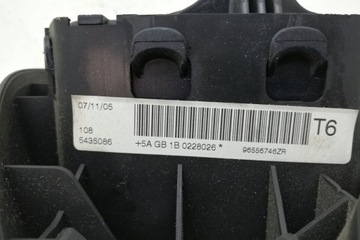 07/11/05
T6
108
5435086
+5A GB 1B 0228026 *
96556746ZR